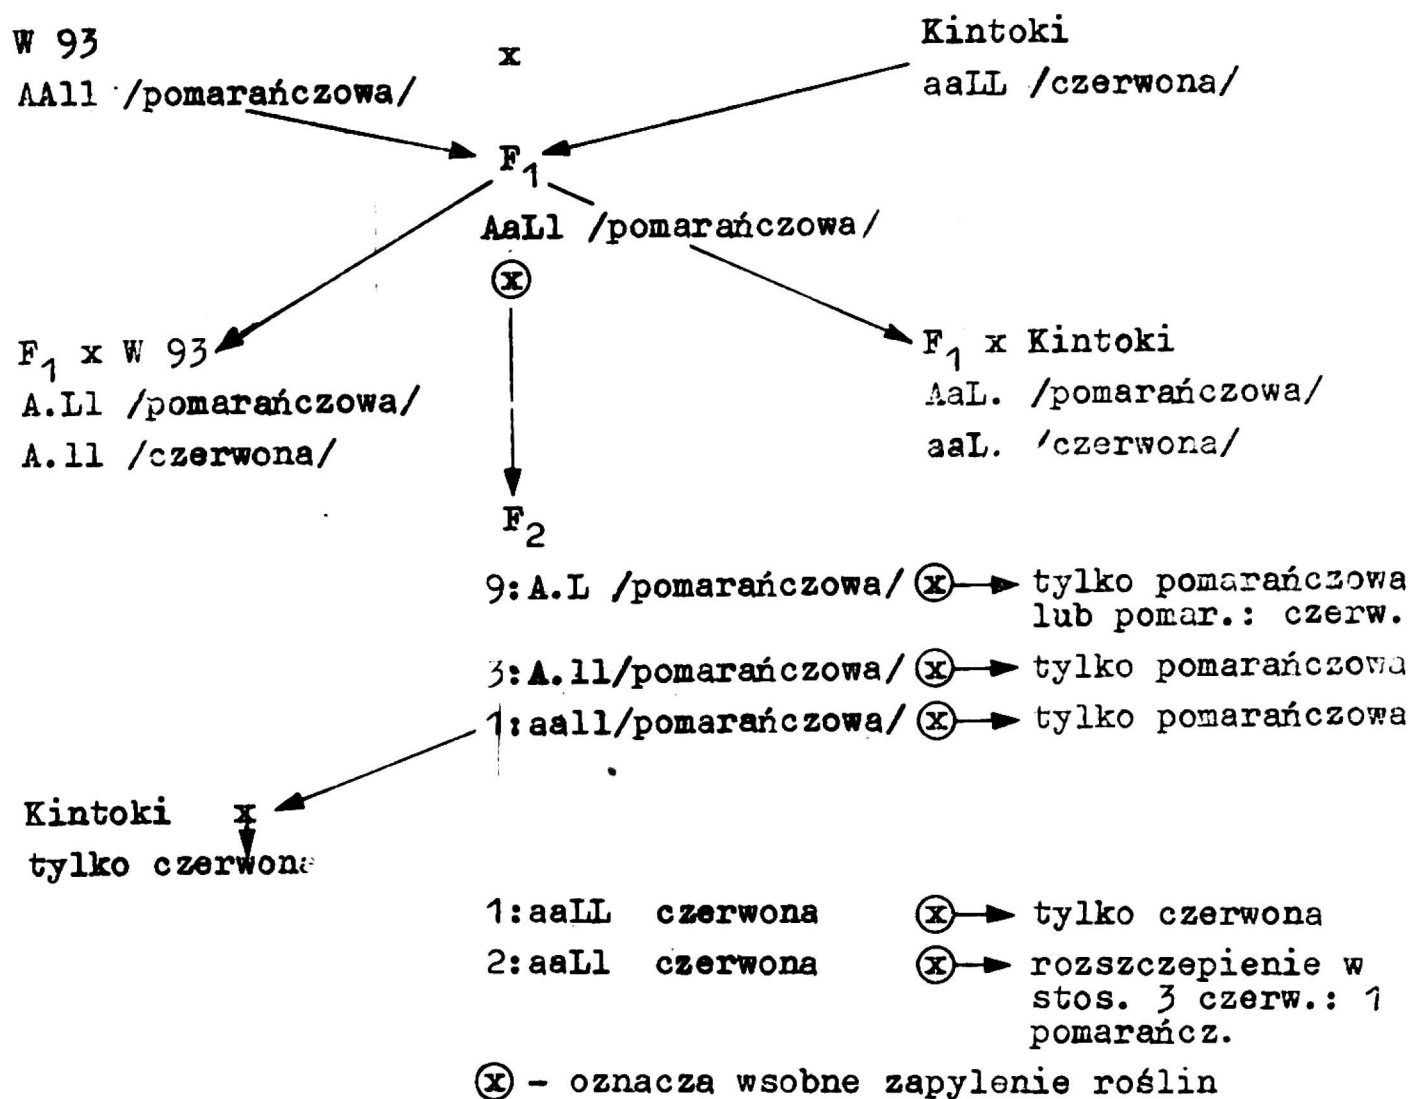 W 93 x Kintoki
AAll /pomarańczowa/ aaLL /czerwona/
F1
AaLl /pomarańczowa/
ⓧ
F1 x W 93 F1 x Kintoki
A.Ll /pomarańczowa/ AaL. /pomarańczowa/
A.ll /czerwona/ aaL. /czerwona/
F2
9:A.L /pomarańczowa/ ⓧ tylko pomarańczowa
lub pomar.: czerw.
3:A.ll/pomarańczowa/ ⓧ tylko pomarańczowa
1:aall/pomarańczowa/ ⓧ tylko pomarańczowa
Kintoki x
tylko czerwona
1:aaLL czerwona ⓧ tylko czerwona
2:aaLl czerwona ⓧ rozszczepienie w
stos. 3 czerw.: 1
pomarańcz.
ⓧ - oznacza wsobne zapylenie roślin